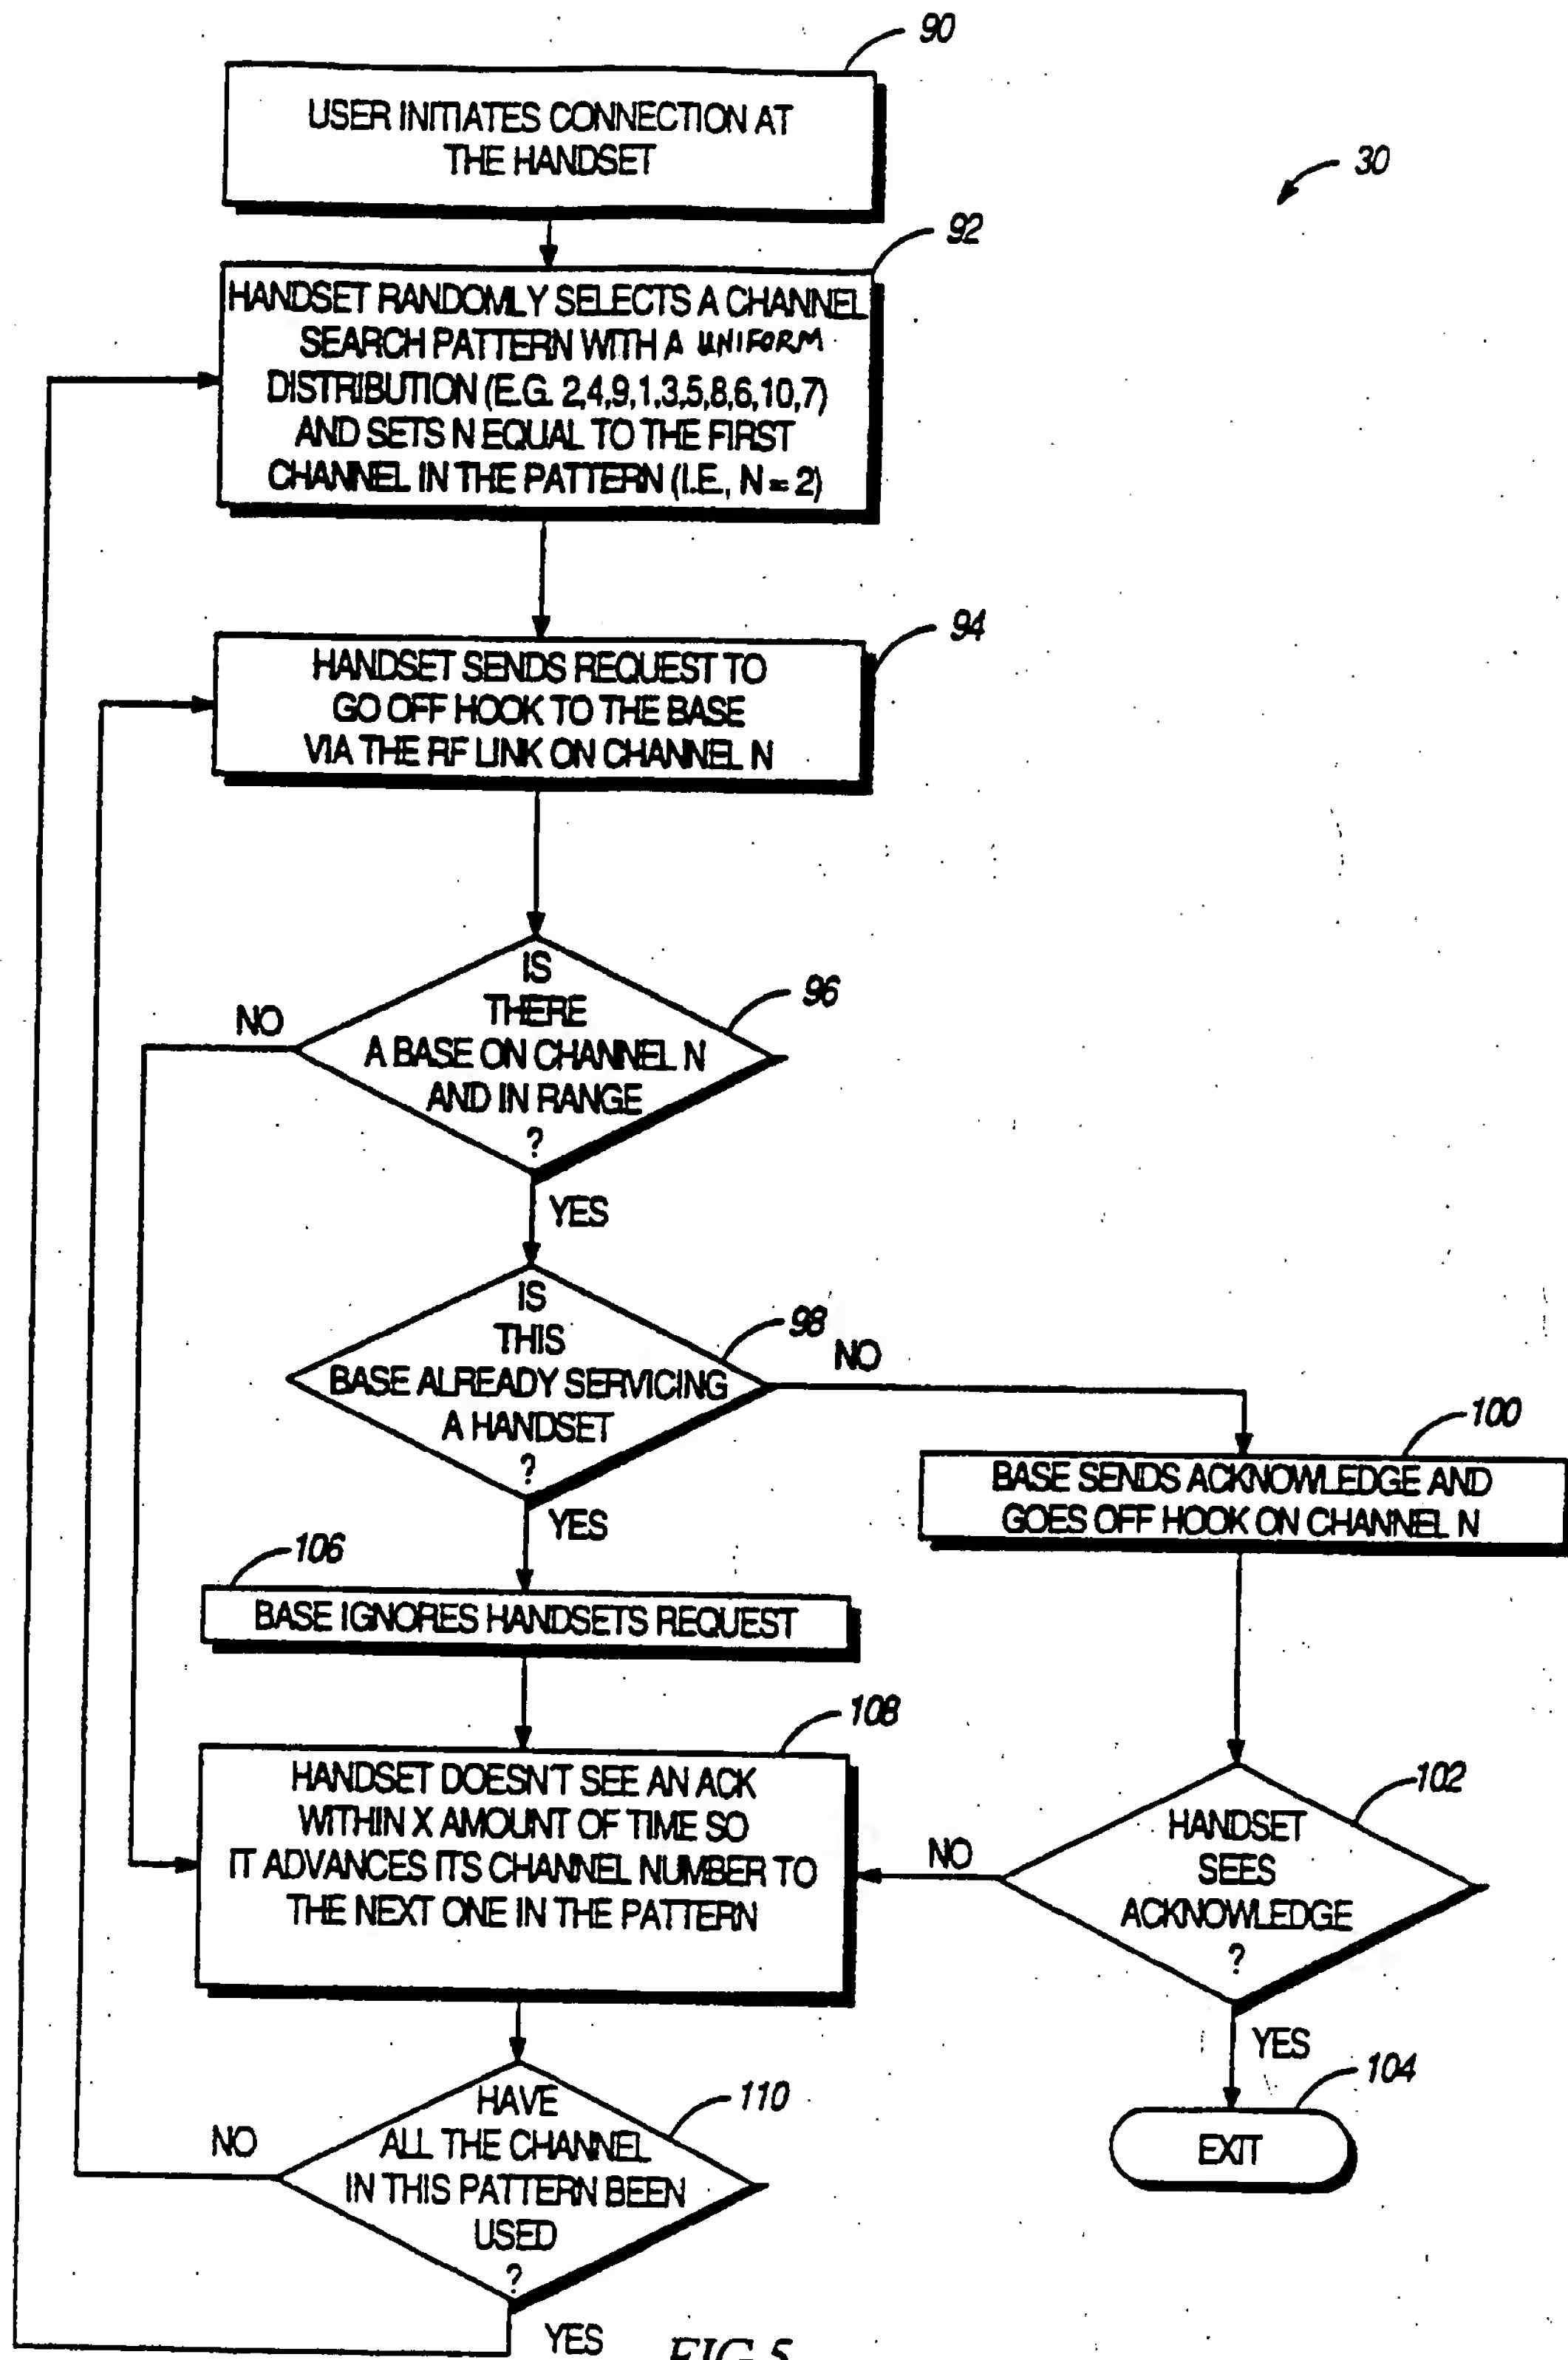 90
USER INITIATES CONNECTION AT
THE HANDSET
30
92
HANDSET RANDOMLY SELECTS A CHANNEL
SEARCH PATTERN WITH A UNIFORM
DISTRIBUTION (E.G. 2,4,9,1,3,5,8,6,10,7)
AND SETS N EQUAL TO THE FIRST
CHANNEL IN THE PATTERN (I.E., N = 2)
94
HANDSET SENDS REQUEST TO
GO OFF HOOK TO THE BASE
VIA THE RF LINK ON CHANNEL N
96
NO
IS
THERE
A BASE ON CHANNEL N
AND IN RANGE
?
YES
98
IS
THIS
BASE ALREADY SERVICING
A HANDSET
?
NO
YES
100
BASE SENDS ACKNOWLEDGE AND
GOES OFF HOOK ON CHANNEL N
106
BASE IGNORES HANDSETS REQUEST
108
HANDSET DOESN'T SEE AN ACK
WITHIN X AMOUNT OF TIME SO
IT ADVANCES ITS CHANNEL NUMBER TO
THE NEXT ONE IN THE PATTERN
102
HANDSET
SEES
ACKNOWLEDGE
?
NO
YES
104
EXIT
110
HAVE
ALL THE CHANNEL
IN THIS PATTERN BEEN
USED
?
NO
YES
FIG.5